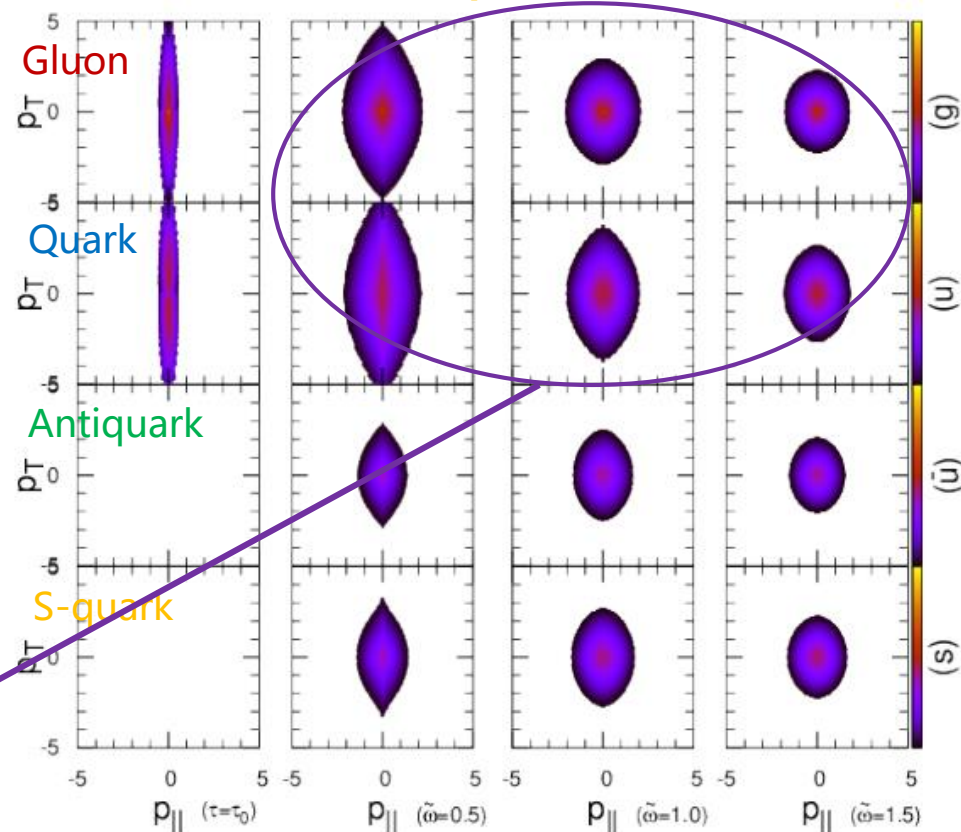 5
Gluon
p_T 0 (g)
-5
Quark
p_T 0 (u)
-5
Antiquark
p_T 0 (ū)
-5
S-quark
p_T 0 (s)
-5
-5 0 5 -5 0 5 -5 0 5 -5 0 5
p_|| (τ=τ₀) p_|| (ω̃=0.5) p_|| (ω̃=1.0) p_|| (ω̃=1.5)